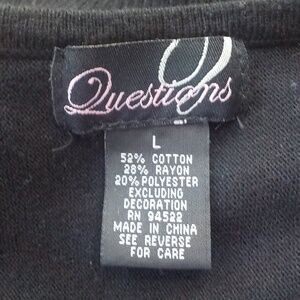 Questions
L
52% COTTON
28% RAYON
20% POLYESTER
EXCLUDING
DECORATION
RN 94522
MADE IN CHINA
SEE REVERSE
FOR CARE